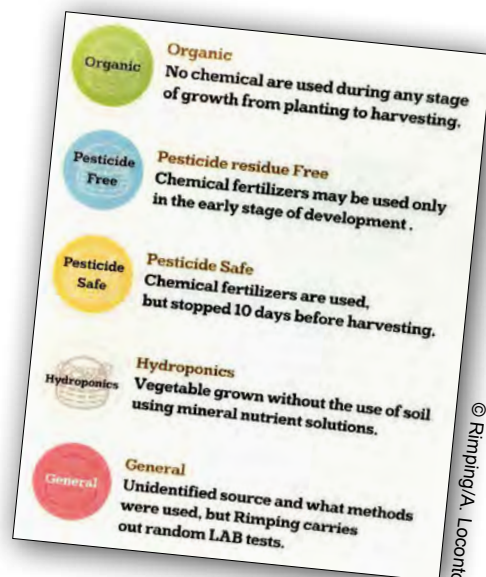 Organic
Organic
No chemical are used during any stage
of growth from planting to harvesting.
Pesticide
Free
Pesticide residue Free
Chemical fertilizers may be used only
in the early stage of development .
Pesticide
Safe
Pesticide Safe
Chemical fertilizers are used,
but stopped 10 days before harvesting.
Hydroponics
Hydroponics
Vegetable grown without the use of soil
using mineral nutrient solutions.
General
General
Unidentified source and what methods
were used, but Rimping carries
out random LAB tests.
© Rimping/A. Loconto